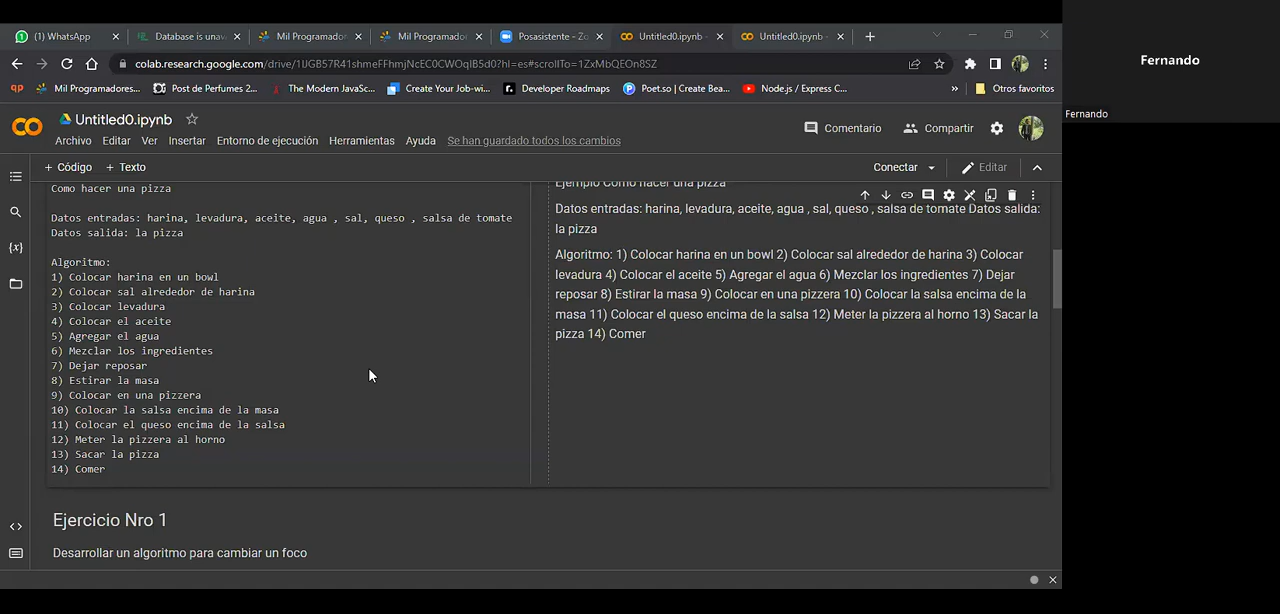 (1) WhatsApp
Database is unav
Mil Programador
Mil Programador
Posasistente - Zo
Untitled0.ipynb -
Untitled0.ipynb -
colab.research.google.com/drive/1lJGB57R41shmeFFhmjNcEC0CWOqlB5d0?hl=es#scrollTo=1ZxMbQEOn8SZ
qp
Mil Programadores...
Post de Perfumes 2...
The Modern JavaSc...
Create Your Job-wi...
Developer Roadmaps
Poet.so | Create Bea...
Node.js / Express C...
»
Otros favoritos
Untitled0.ipynb
Comentario
Compartir
Archivo Editar Ver Insertar Entorno de ejecución Herramientas Ayuda Se han guardado todos los cambios
+ Código + Texto
Conectar
Editar
Como hacer una pizza
Datos entradas: harina, levadura, aceite, agua , sal, queso , salsa de tomate
Datos salida: la pizza
Algoritmo:
1) Colocar harina en un bowl
2) Colocar sal alrededor de harina
3) Colocar levadura
4) Colocar el aceite
5) Agregar el agua
6) Mezclar los ingredientes
7) Dejar reposar
8) Estirar la masa
9) Colocar en una pizzera
10) Colocar la salsa encima de la masa
11) Colocar el queso encima de la salsa
12) Meter la pizzera al horno
13) Sacar la pizza
14) Comer
Ejemplo Como hacer una pizza
Datos entradas: harina, levadura, aceite, agua , sal, queso , salsa de tomate Datos salida:
la pizza
Algoritmo: 1) Colocar harina en un bowl 2) Colocar sal alrededor de harina 3) Colocar
levadura 4) Colocar el aceite 5) Agregar el agua 6) Mezclar los ingredientes 7) Dejar
reposar 8) Estirar la masa 9) Colocar en una pizzera 10) Colocar la salsa encima de la
masa 11) Colocar el queso encima de la salsa 12) Meter la pizzera al horno 13) Sacar la
pizza 14) Comer
Ejercicio Nro 1
Desarrollar un algoritmo para cambiar un foco
Fernando
Fernando